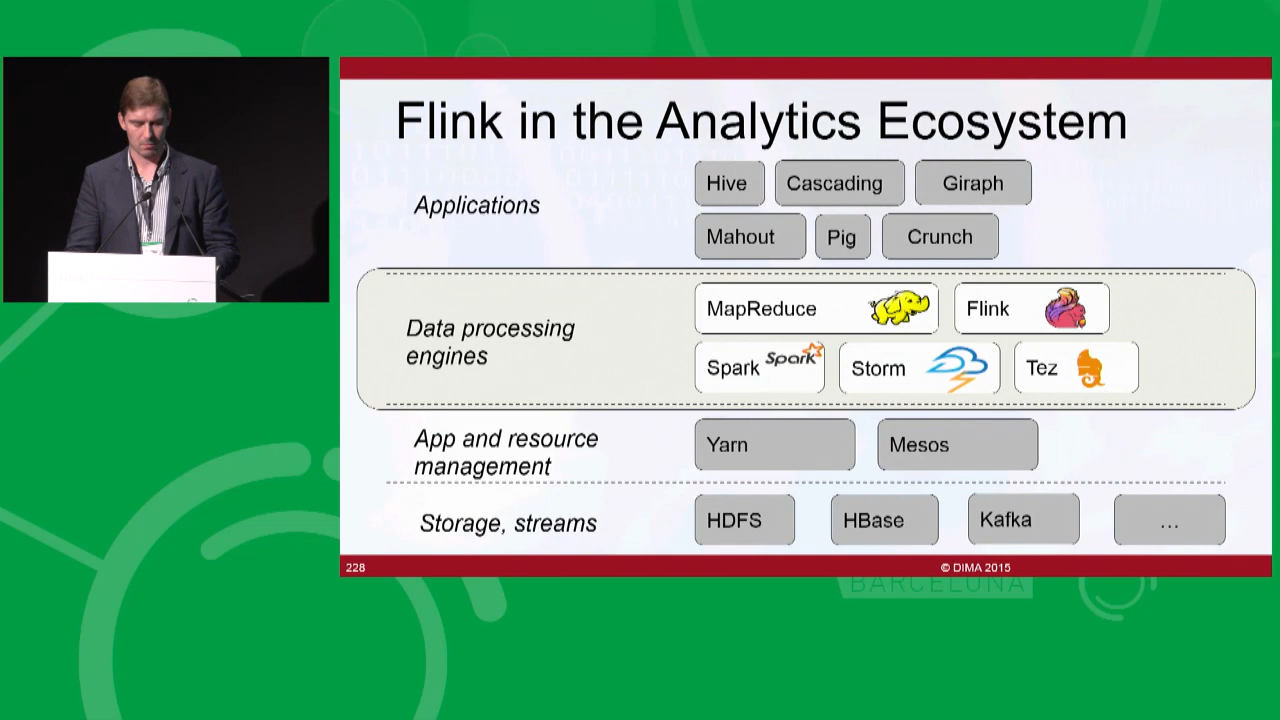 Flink in the Analytics Ecosystem
Applications
Hive
Cascading
Giraph
Mahout
Pig
Crunch
Data processing
engines
MapReduce
Flink
Spark Spark
Storm
Tez
App and resource
management
Yarn
Mesos
Storage, streams
HDFS
HBase
Kafka
...
228
© DIMA 2015
BARCELONA